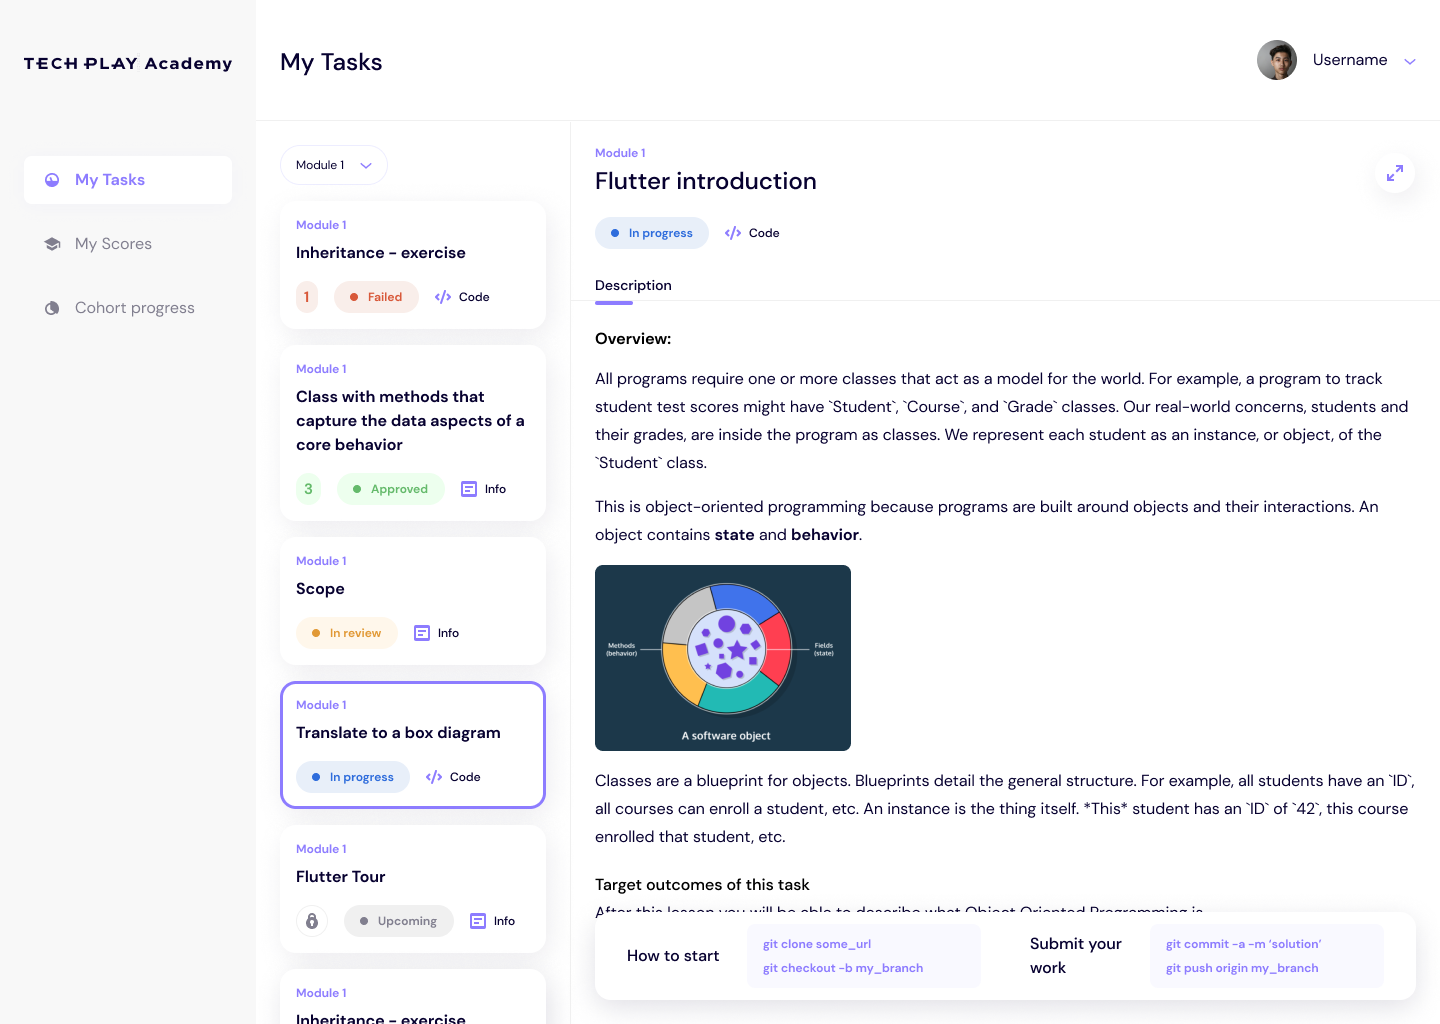 TECH PLAY Academy
My Tasks
My Scores
Cohort progress
My Tasks
Username
Module 1
Module 1
Inheritance - exercise
1
Failed
Code
Module 1
Class with methods that
capture the data aspects of a
core behavior
3
Approved
Info
Module 1
Scope
In review
Info
Module 1
Translate to a box diagram
In progress
Code
Module 1
Flutter Tour
Upcoming
Info
Module 1
Inheritance - exercise
Module 1
Flutter introduction
In progress
Code
Description
Overview:
All programs require one or more classes that act as a model for the world. For example, a program to track
student test scores might have `Student`, `Course`, and `Grade` classes. Our real-world concerns, students and
their grades, are inside the program as classes. We represent each student as an instance, or object, of the
`Student` class.
This is object-oriented programming because programs are built around objects and their interactions. An
object contains state and behavior.
Methods
(behavior)
Fields
(state)
A software object
Classes are a blueprint for objects. Blueprints detail the general structure. For example, all students have an `ID`,
all courses can enroll a student, etc. An instance is the thing itself. *This* student has an `ID` of `42`, this course
enrolled that student, etc.
Target outcomes of this task
After this lesson you will be able to describe what Object Oriented Programming is
How to start
git clone some_url
git checkout -b my_branch
Submit your
work
git commit -a -m ‘solution’
git push origin my_branch